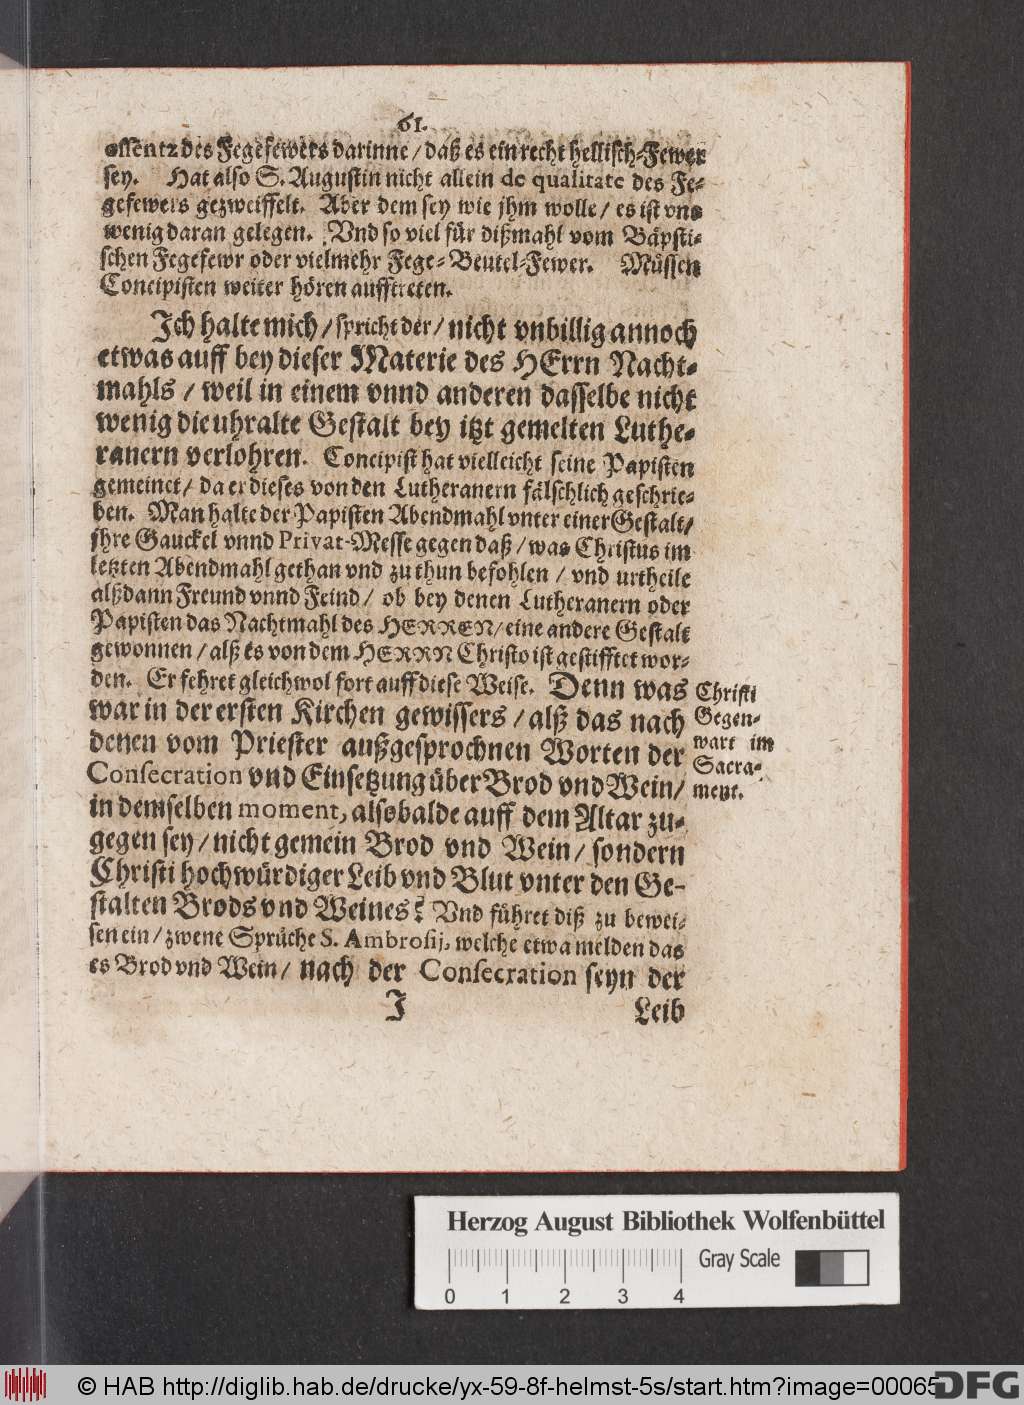 61.
essentz des Fegefewers darinne / daß es ein recht hellisch-Fewer
sey. Hat also S. Augustin nicht allein de qualitate des Fe-
gefewers gezweiffelt. Aber dem sey wie jhm wolle / es ist vns
wenig daran gelegen. Vnd so viel für dißmahl vom Bäpsti-
schen Fegefewr oder vielmehr Fege-Beutel-Fewer. Müssen
Concipisten weiter hören aufftreten.
Ich halte mich / spricht der / nicht vnbillig annoch
etwas auff bey dieser Materie des HErrn Nacht-
mahls / weil in einem vnnd anderen dasselbe nicht
wenig die uhralte Gestalt bey itzt gemelten Luthe-
ranern verlohren. Concipist hat vielleicht seine Papisten
gemeinet / da er dieses von den Lutheranern fälschlich geschrie-
ben. Man halte der Papisten Abendmahl vnter einer Gestalt /
jhre Gauckel vnnd Privat-Messe gegen daß / was Christus im
letzten Abendmahl gethan vnd zu thun befohlen / vnd urtheile
alßdann Freund vnnd Feind / ob bey denen Lutheranern oder
Papisten das Nachtmahl des HERREN / eine andere Gestalt
gewonnen / alß es von dem HERRN Christo ist gestifftet wor-
den. Er fehret gleichwol fort auff diese Weise. Denn was
war in der ersten Kirchen gewissers / alß das nach
denen vom Priester außgesprochnen Worten der
Consecration vnd Einsetzung über Brod vnd Wein /
in demselben moment, alsobalde auff dem Altar zu-
gegen sey / nicht gemein Brod vnd Wein / sondern
Christi hochwürdiger Leib vnd Blut vnter den Ge-
stalten Brods vnd Weines? Vnd führet diß zu bewei-
sen ein / zwene Sprüche S. Ambrosij, welche etwa melden das
es Brod vnd Wein / nach der Consecration seyn der
I Leib
Christi
Gegen-
wart im
Sacra-
ment.
Herzog August Bibliothek Wolfenbüttel
Gray Scale
0 1 2 3 4
© HAB http://diglib.hab.de/drucke/yx-59-8f-helmst-5s/start.htm?image=00065
DFG